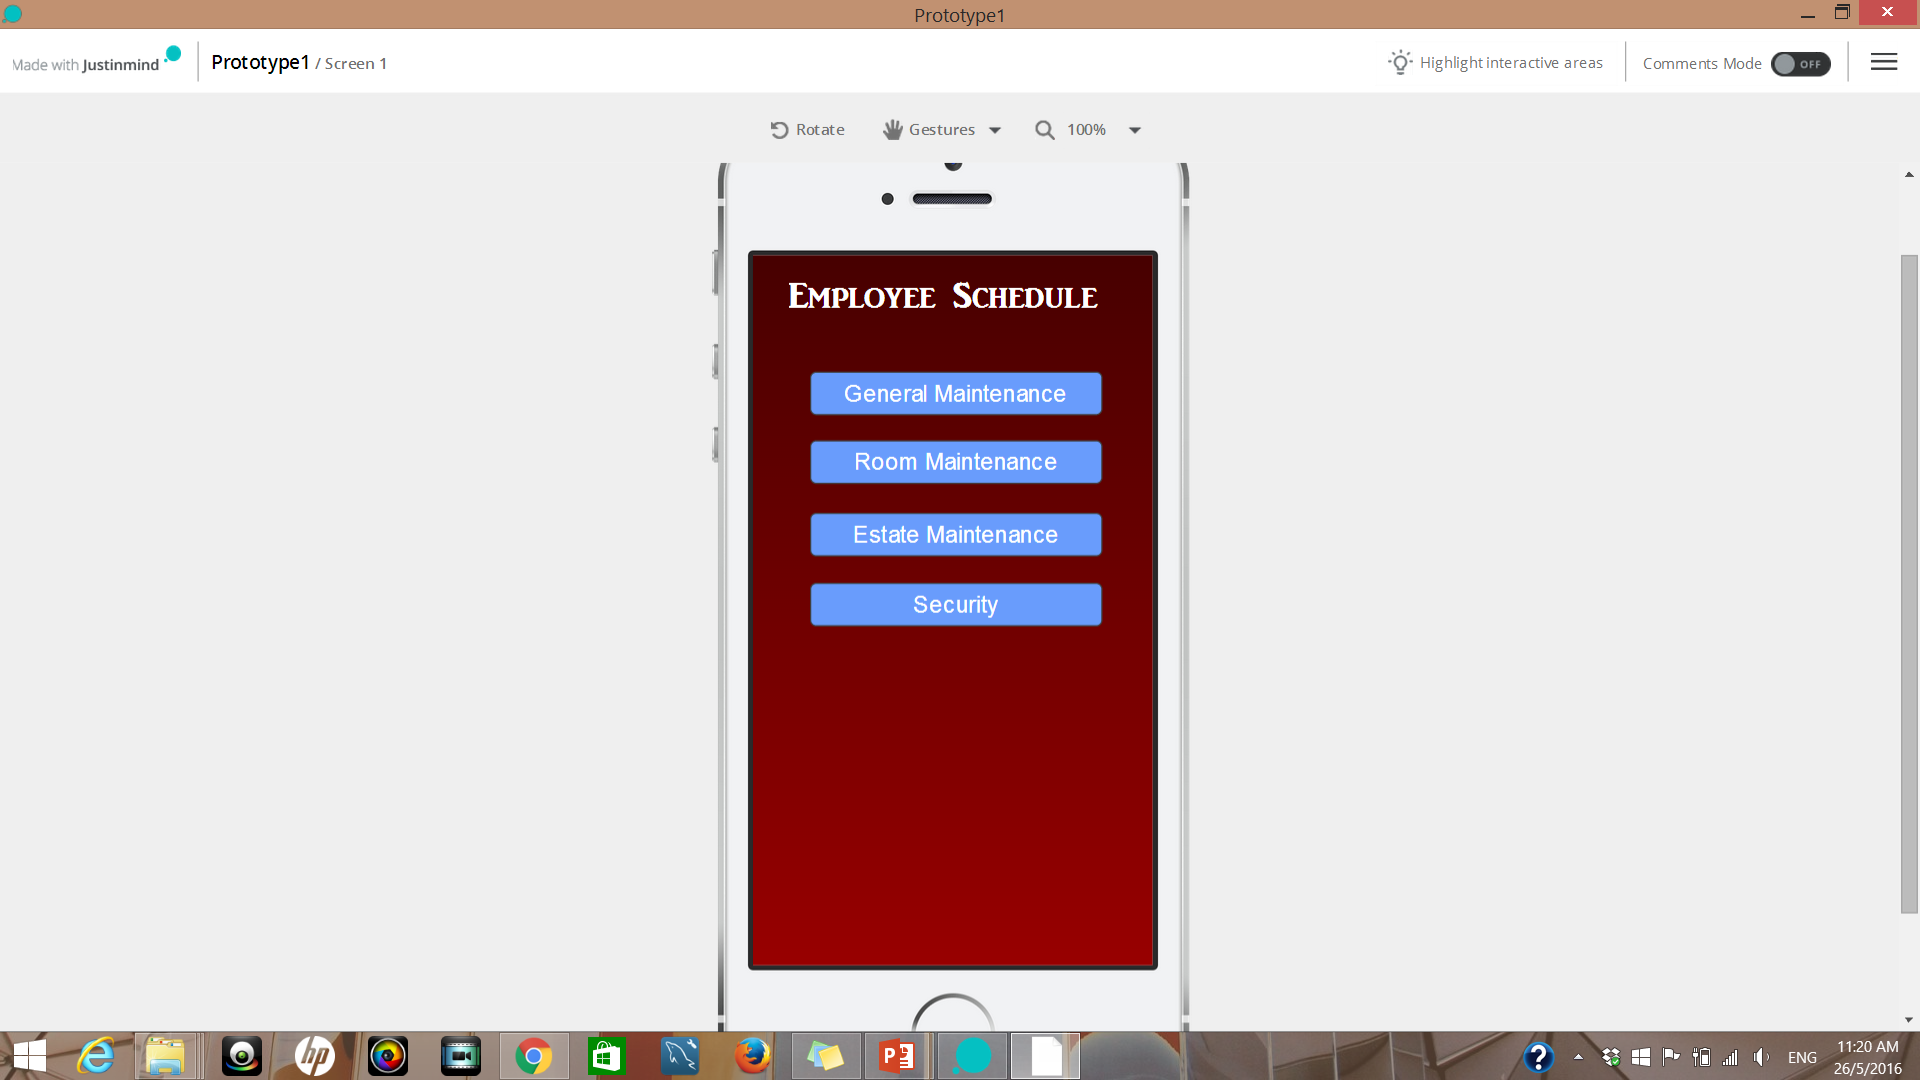 Prototype1
Made with Justinmind
Prototype1 / Screen 1
Highlight interactive areas
Comments Mode
OFF
Rotate
Gestures
100%
Employee Schedule
General Maintenance
Room Maintenance
Estate Maintenance
Security
hp
P
?
ENG
11:20 AM
26/5/2016